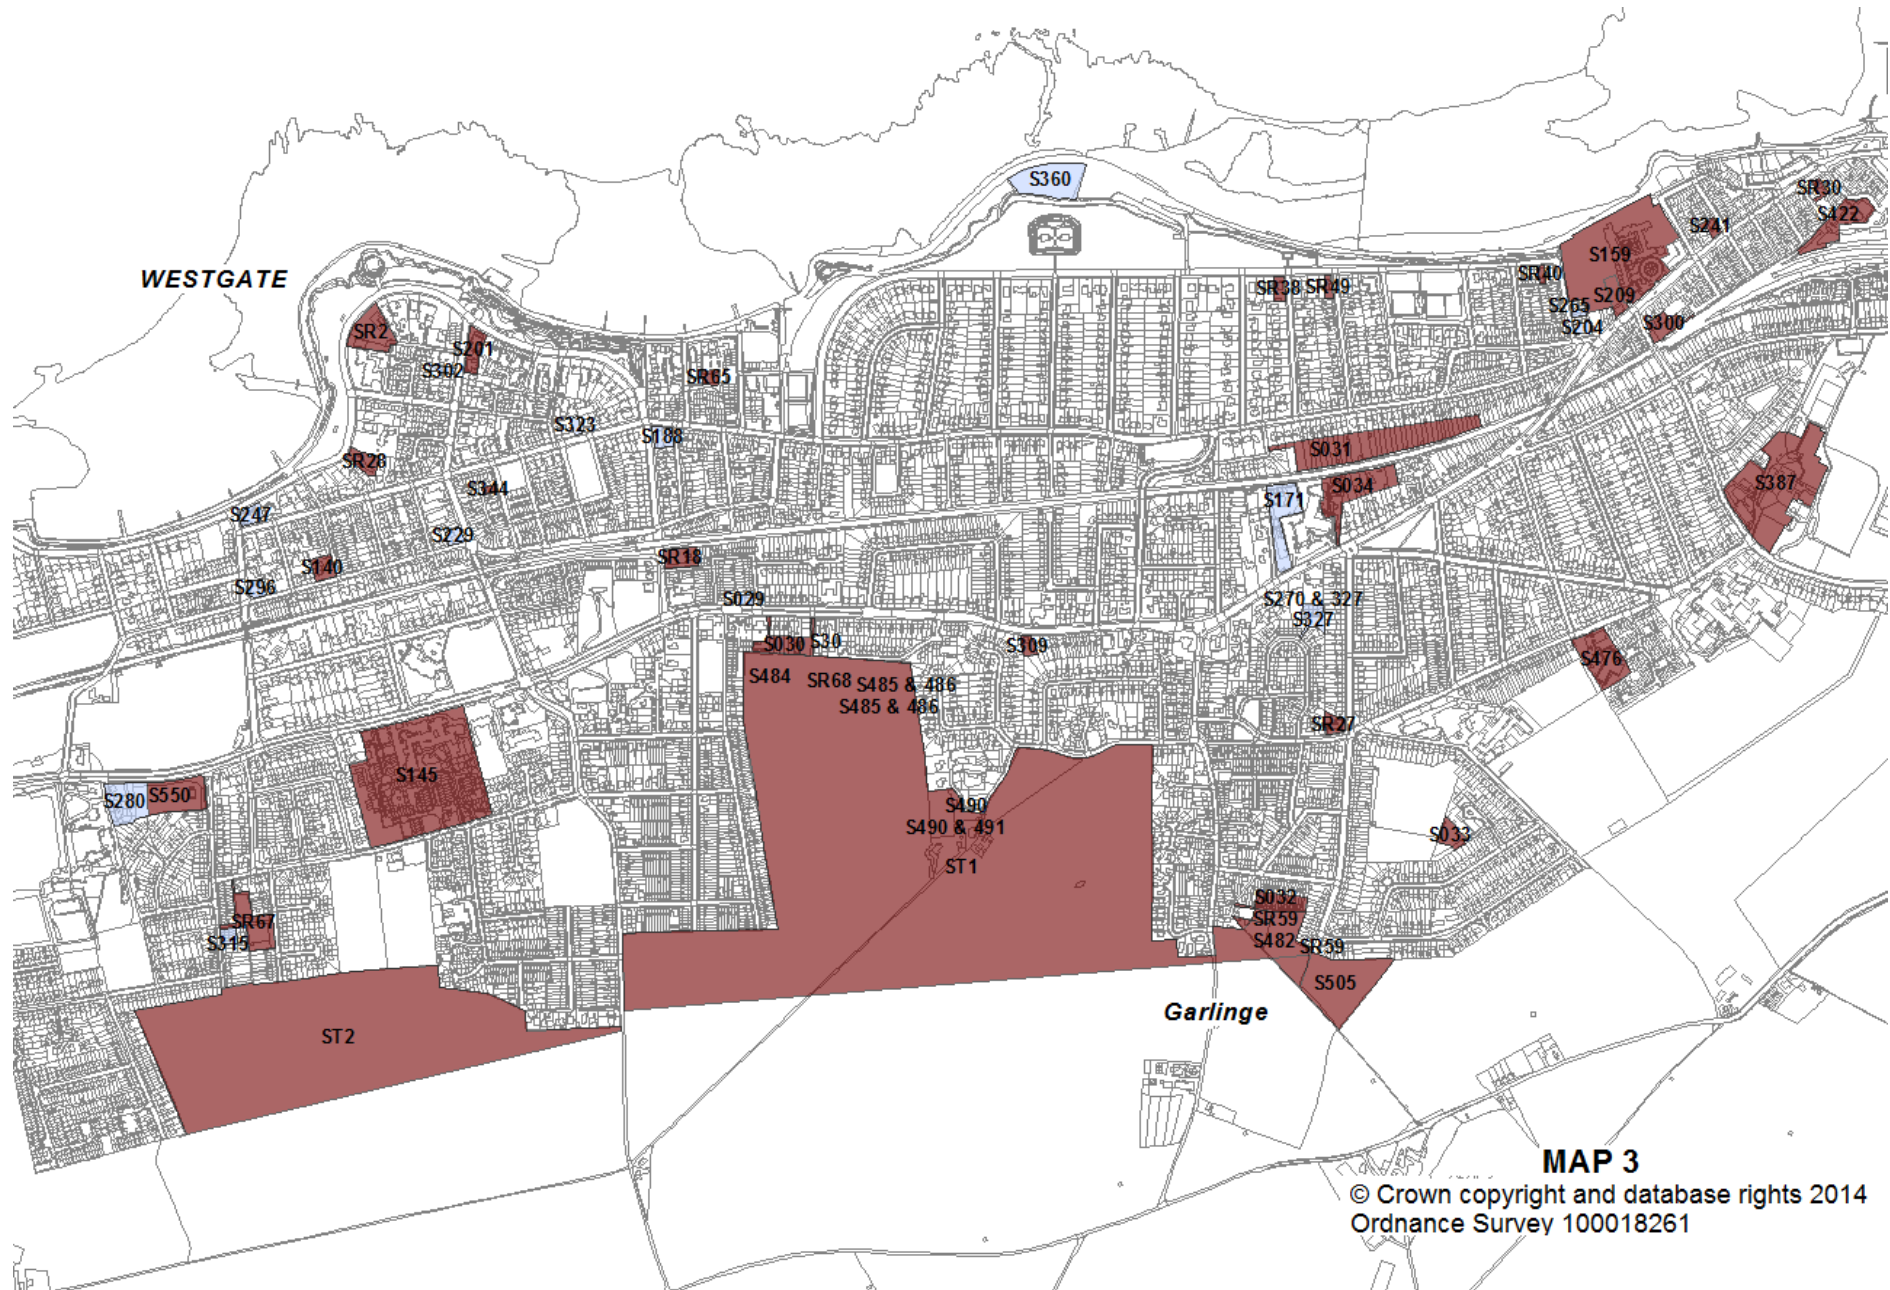 S360
SR30
S422
S241
S159
WESTGATE
SR40
SR38
SR49
S209
S265
S204
S300
SR2
S201
S302
SR65
S323
S188
S031
SR28
S344
S034
S387
S171
S247
S229
SR18
S140
S296
S029
S270 & 327
S327
S030
S30
S309
S476
S484
SR68
S485 & 486
S485 & 486
SR27
S145
S280
S550
S490
S490 & 491
S033
ST1
S032
SR67
SR59
S315
S482
SR59
S505
Garlinge
ST2
MAP 3
© Crown copyright and database rights 2014
Ordnance Survey 100018261